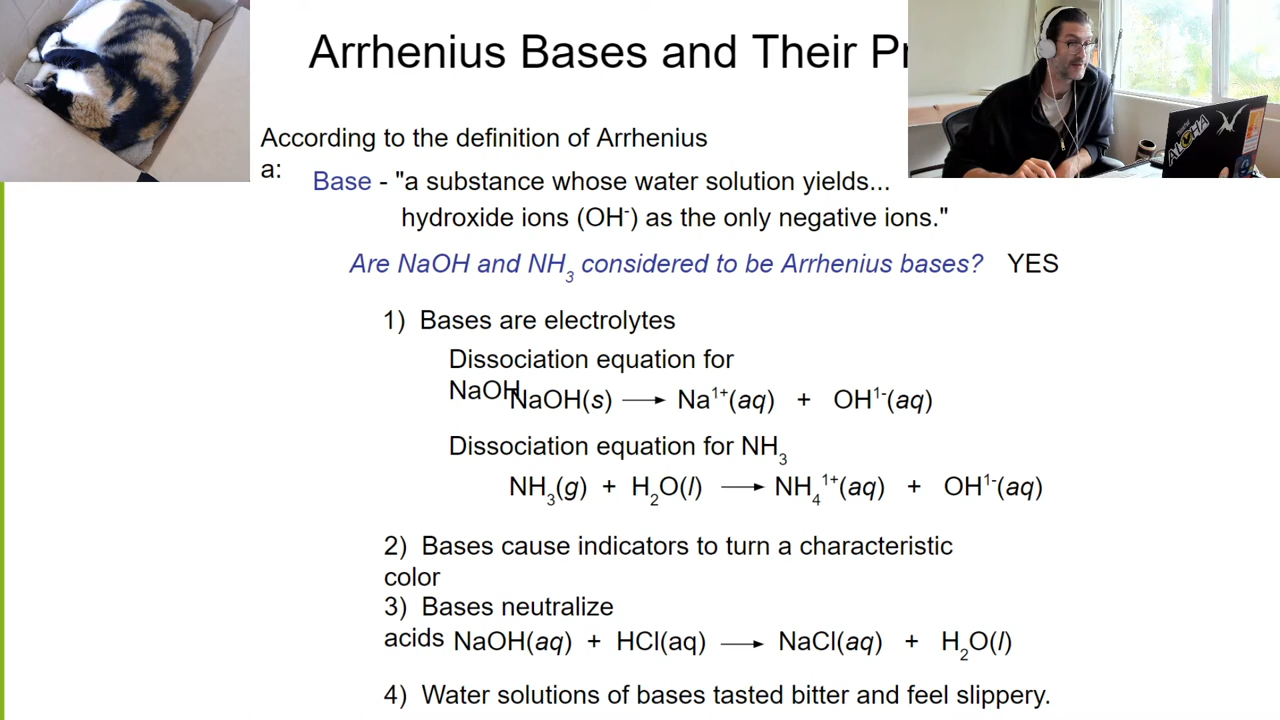 Arrhenius Bases and Their Pr
According to the definition of Arrhenius
a:
Base - "a substance whose water solution yields...
hydroxide ions (OH⁻) as the only negative ions."
Are NaOH and NH₃ considered to be Arrhenius bases? YES
1) Bases are electrolytes
Dissociation equation for
NaOH
NaOH(s) ⟶ Na¹⁺(aq) + OH¹⁻(aq)
Dissociation equation for NH₃
NH₃(g) + H₂O(l) ⟶ NH₄¹⁺(aq) + OH¹⁻(aq)
2) Bases cause indicators to turn a characteristic
color
3) Bases neutralize
acids
NaOH(aq) + HCl(aq) ⟶ NaCl(aq) + H₂O(l)
4) Water solutions of bases tasted bitter and feel slippery.
ALOHA